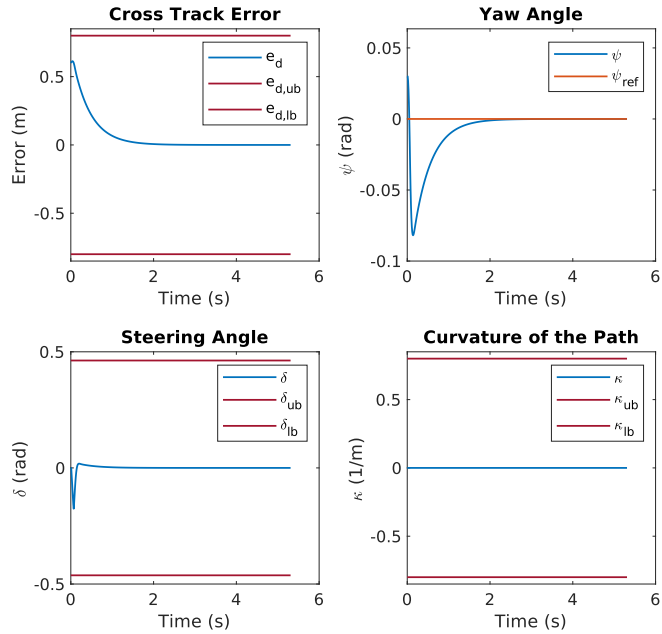 Cross Track Error
0.5
0
-0.5
Error (m)
0 2 4 6
Time (s)
e_d
e_d,ub
e_d,lb
Yaw Angle
0.05
0
-0.05
-0.1
ψ (rad)
0 2 4 6
Time (s)
ψ
ψ_ref
Steering Angle
0.5
0
-0.5
δ (rad)
0 2 4 6
Time (s)
δ
δ_ub
δ_lb
Curvature of the Path
0.5
0
-0.5
κ (1/m)
0 2 4 6
Time (s)
κ
κ_ub
κ_lb